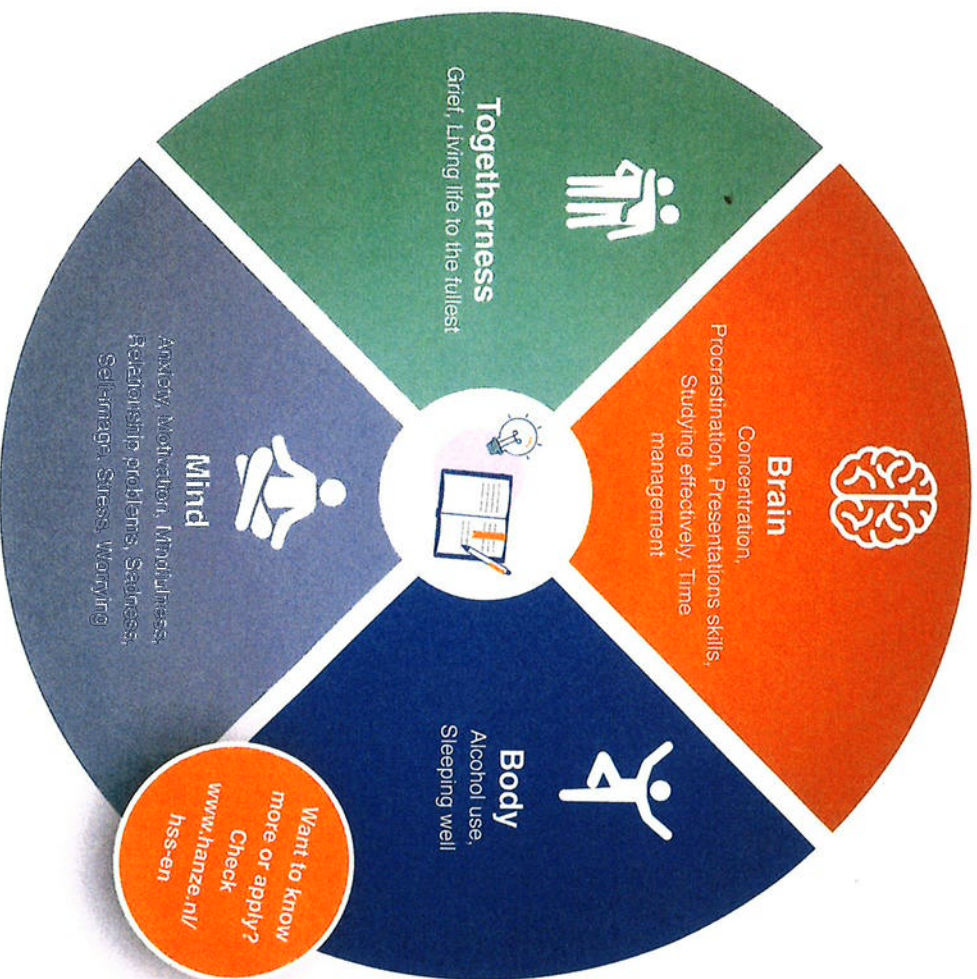 Brain
Concentration,
Procrastination, Presentations skills,
Studying effectively, Time
management
Togetherness
Grief, Living life to the fullest
Body
Alcohol use,
Sleeping well
Mind
Anxiety, Motivation, Mindfulness,
Relationship problems, Sadness,
Self-image, Stress, Worrying
Want to know
more or apply?
Check
www.hanze.nl/
hss-en